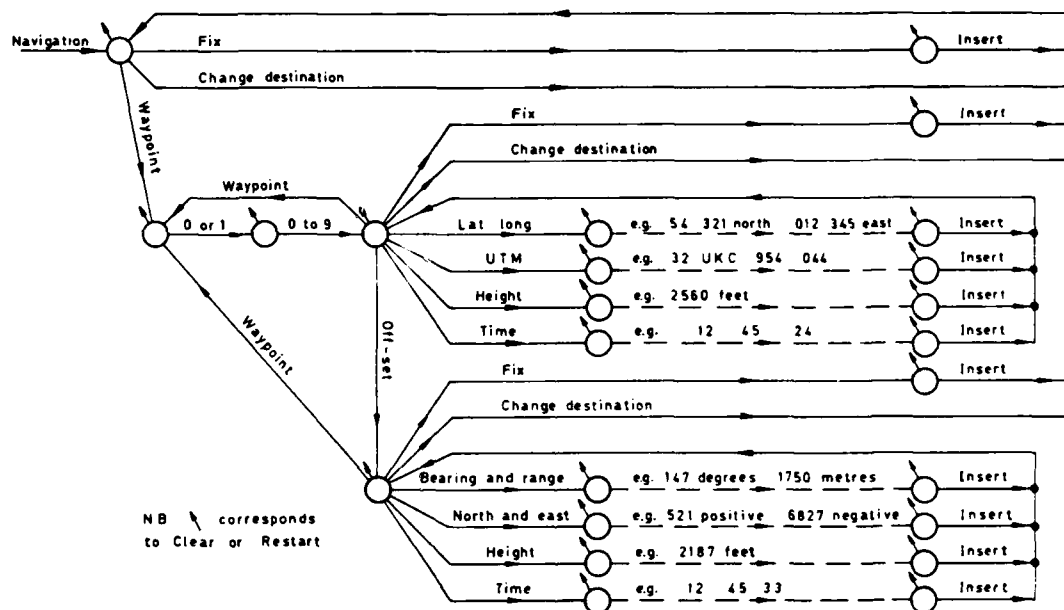 Navigation
Fix
Insert
Change destination
Waypoint
Fix
Insert
Change destination
Waypoint
0 or 1
0 to 9
Lat long
e.g. 54 321 north 012 345 east
Insert
UTM
e.g. 32 UKC 954 044
Insert
Height
e.g. 2560 feet
Insert
Time
e.g. 12 45 24
Insert
Waypoint
Off-set
Fix
Insert
Change destination
Bearing and range
e.g. 147 degrees 1750 metres
Insert
North and east
e.g. 521 positive 6827 negative
Insert
Height
e.g. 2187 feet
Insert
Time
e.g. 12 45 33
Insert
NB corresponds
to Clear or Restart